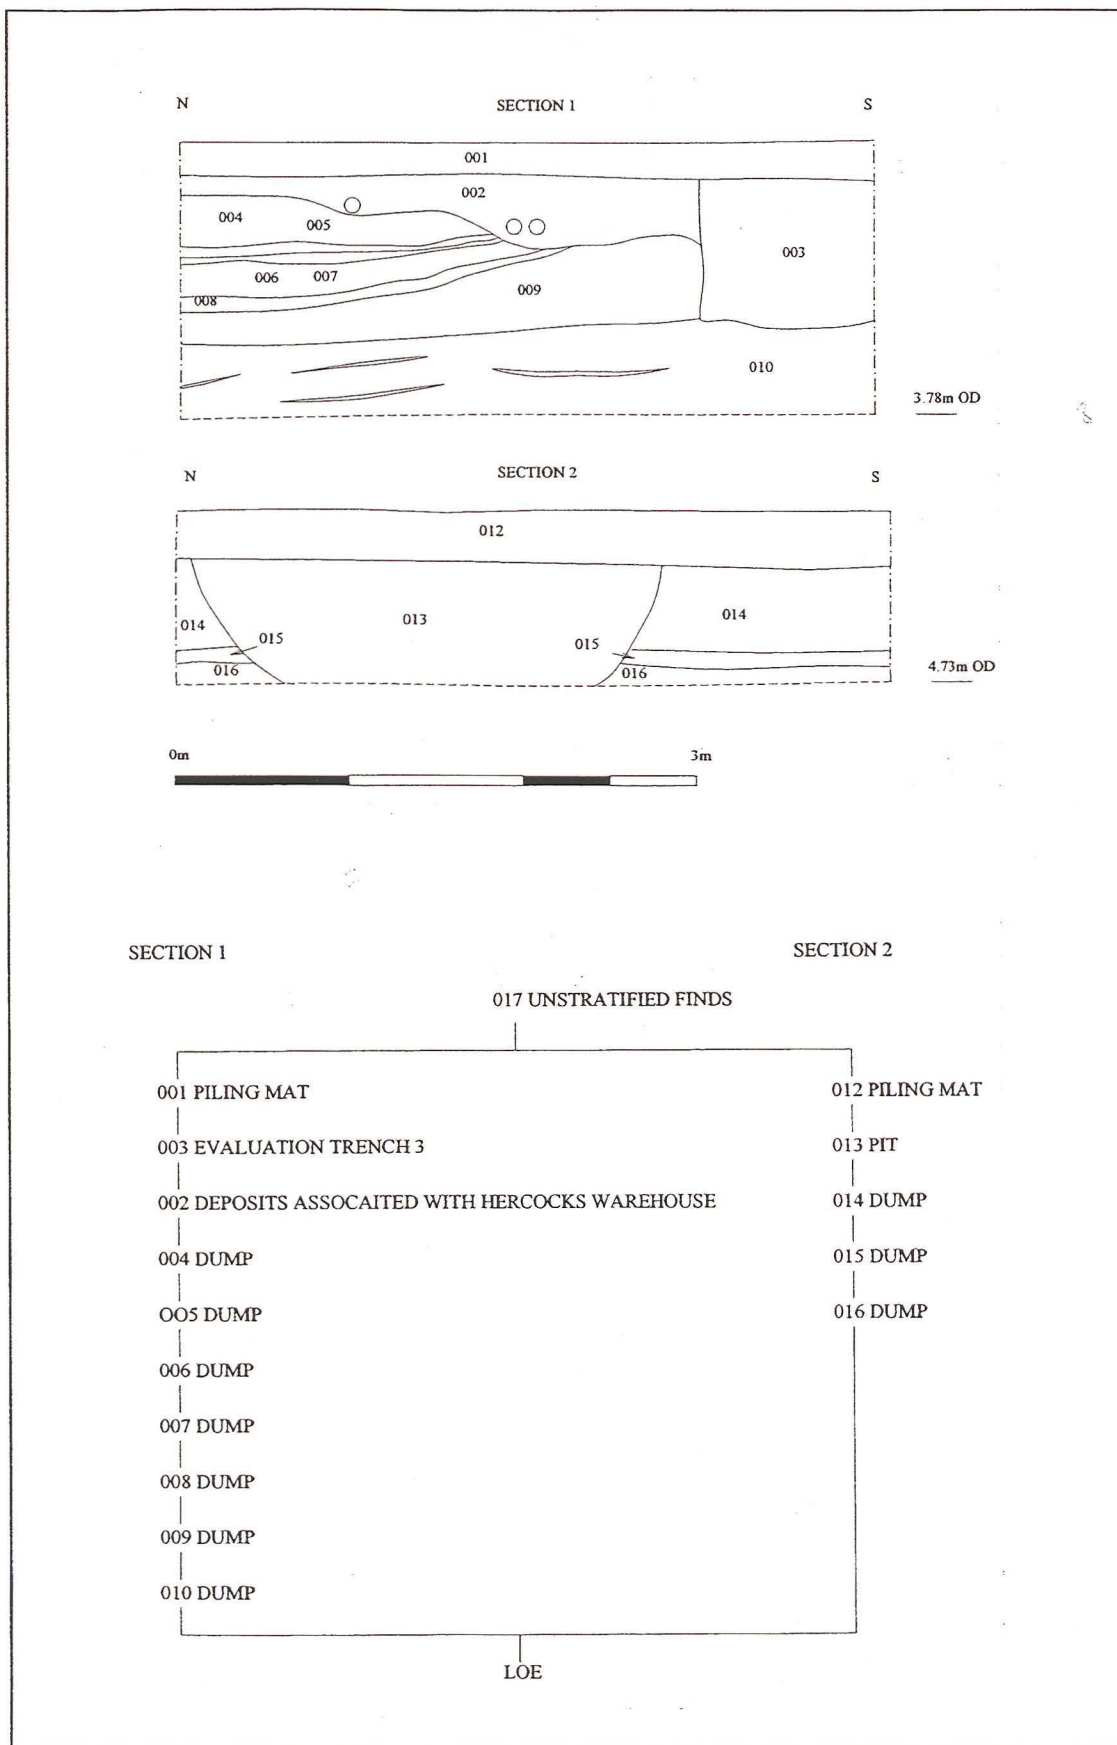 N SECTION 1 S
001
002
004 005
003
006 007
008 009
010
3.78m OD
N SECTION 2 S
012
014 013 014
015 015
016 016
4.73m OD
0m 3m
SECTION 1 SECTION 2
017 UNSTRATIFIED FINDS
001 PILING MAT 012 PILING MAT
003 EVALUATION TRENCH 3 013 PIT
002 DEPOSITS ASSOCAITED WITH HERCOCKS WAREHOUSE 014 DUMP
004 DUMP 015 DUMP
OO5 DUMP 016 DUMP
006 DUMP
007 DUMP
008 DUMP
009 DUMP
010 DUMP
LOE